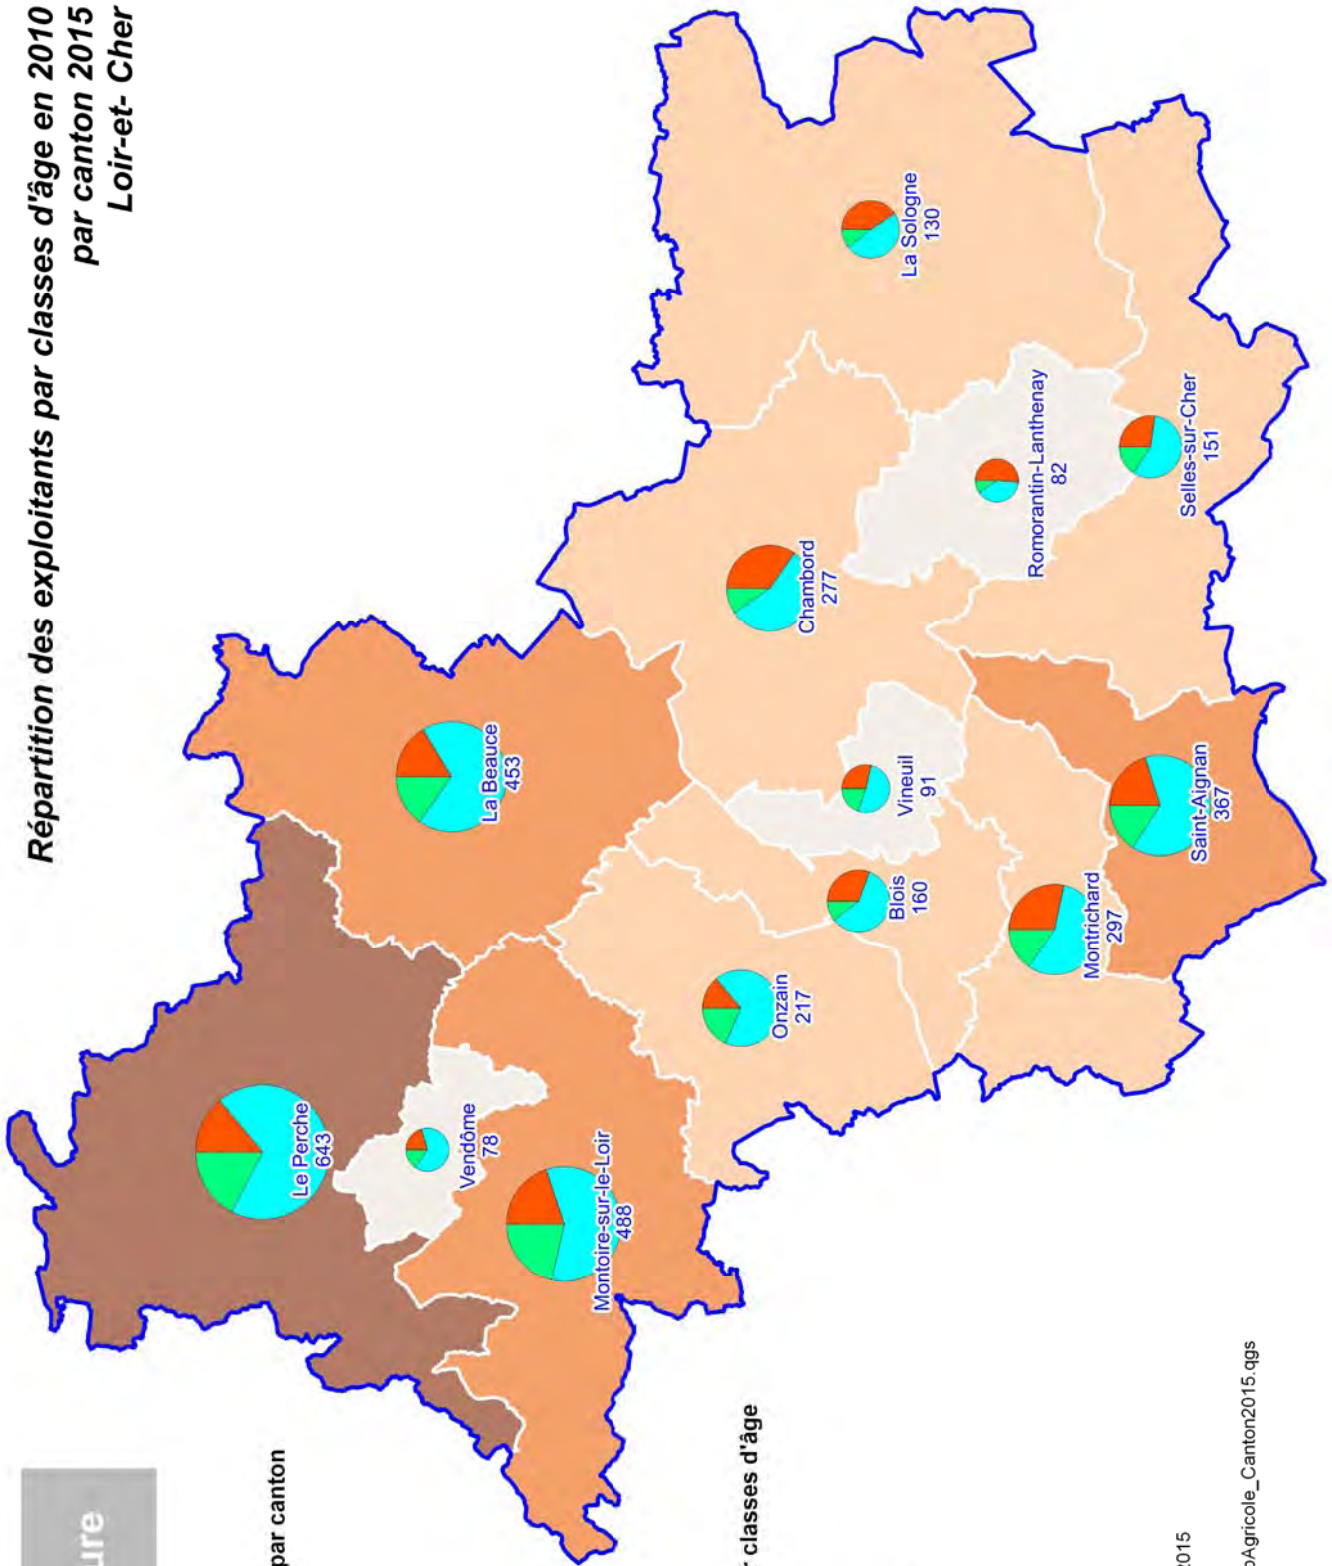 Répartition des exploitants par classes d'âge en 2010
par canton 2015
Loir-et- Cher
par canton
classes d'âge
2015
Le Perche
643
Vendôme
78
Montoire-sur-le-Loir
488
La Beauce
453
Onzain
217
Blois
160
Vineuil
91
Chambord
277
Montrichard
297
Saint-Aignan
367
Romorantin-Lanthenay
82
Selles-sur-Cher
151
La Sologne
130
oAgricole_Canton2015.qgs